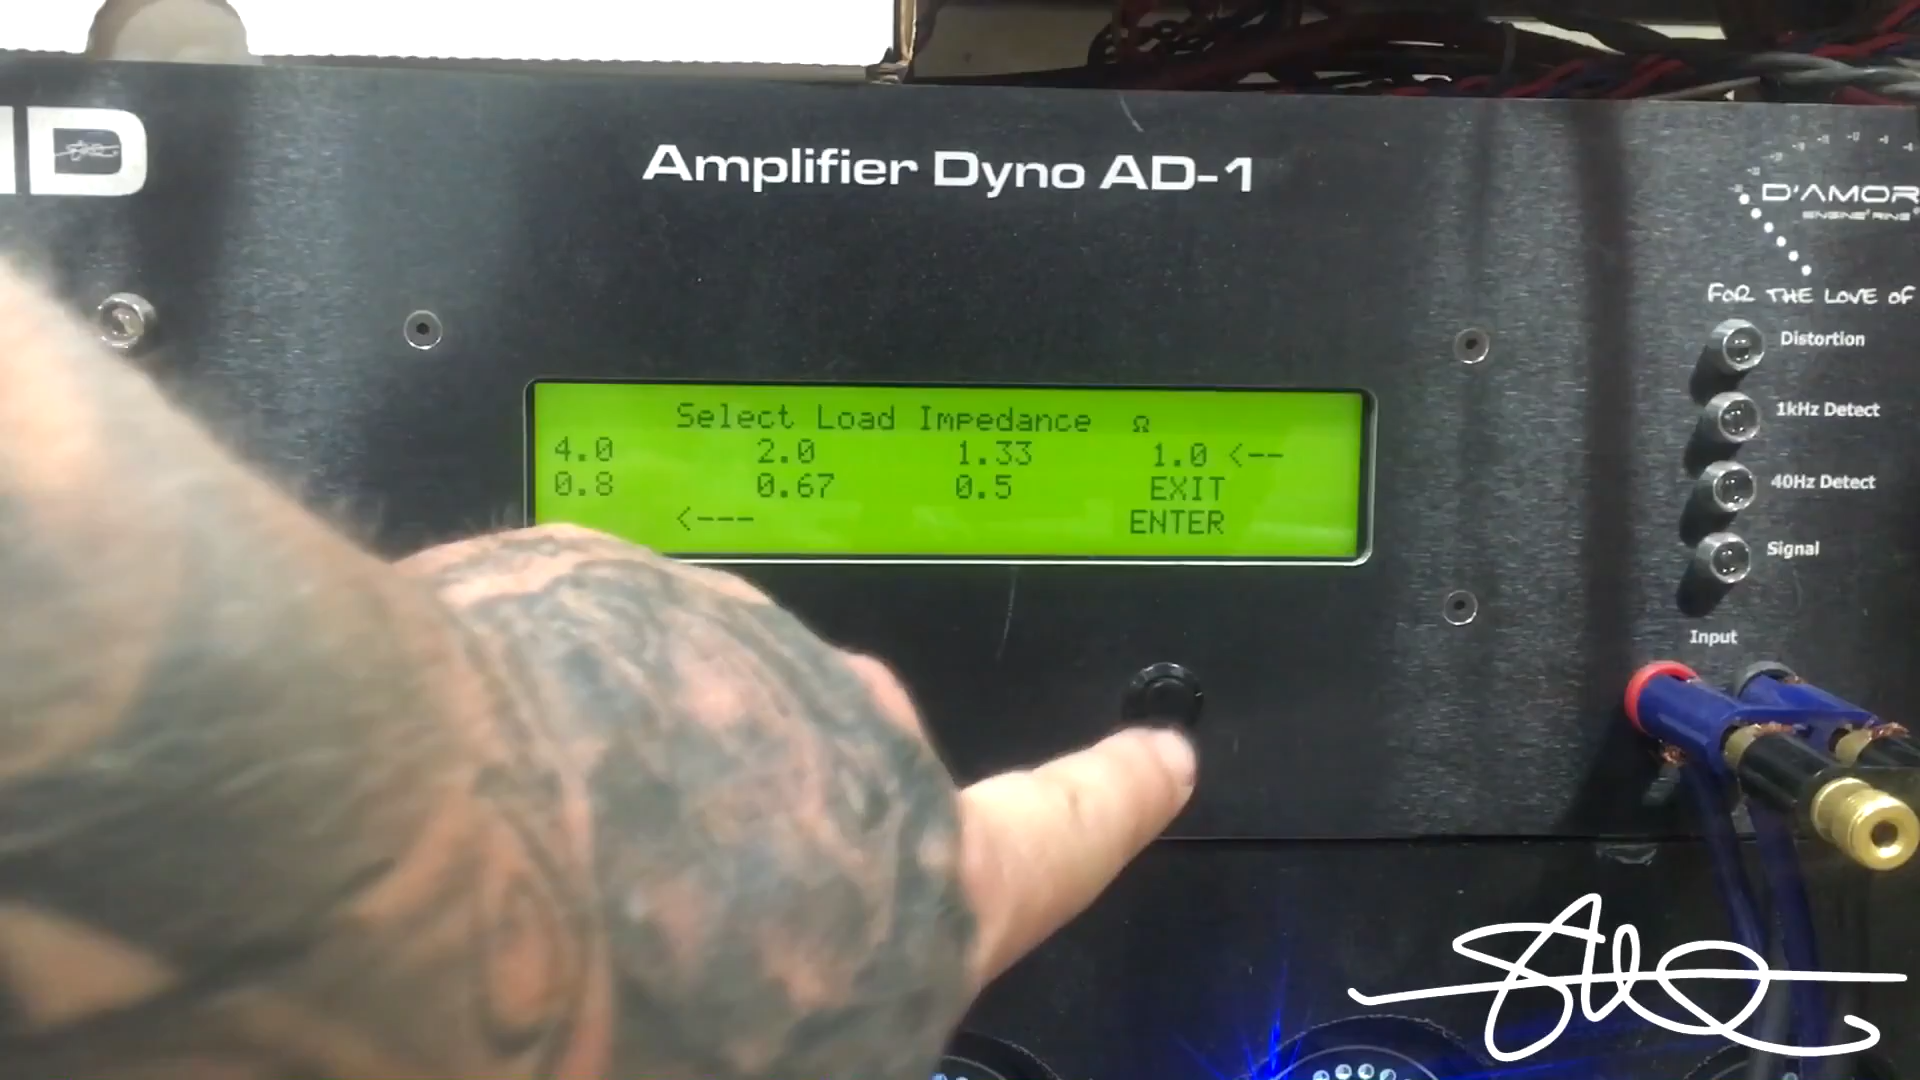 Amplifier Dyno AD-1
D'AMOR
FOR THE LOVE OF
Distortion
1kHz Detect
40Hz Detect
Signal
Input
Select Load Impedance Ω
4.0 2.0 1.33 1.0 <--
0.8 0.67 0.5 EXIT
<--- ENTER